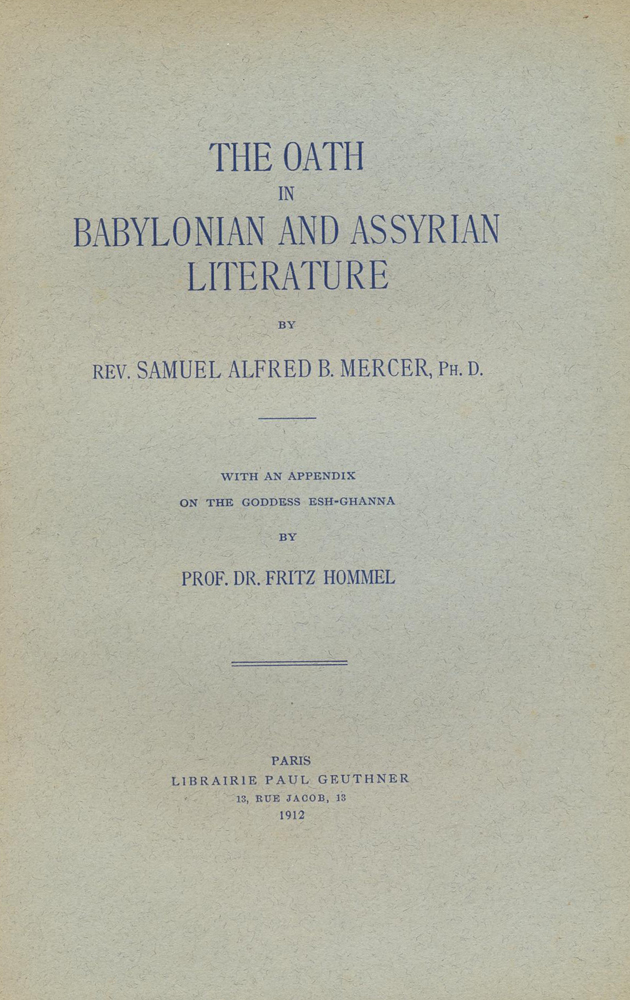 THE OATH
IN
BABYLONIAN AND ASSYRIAN
LITERATURE
BY
REV. SAMUEL ALFRED B. MERCER, PH. D.
WITH AN APPENDIX
ON THE GODDESS ESH-GHANNA
BY
PROF. DR. FRITZ HOMMEL
PARIS
LIBRAIRIE PAUL GEUTHNER
13, RUE JACOB, 13
1912